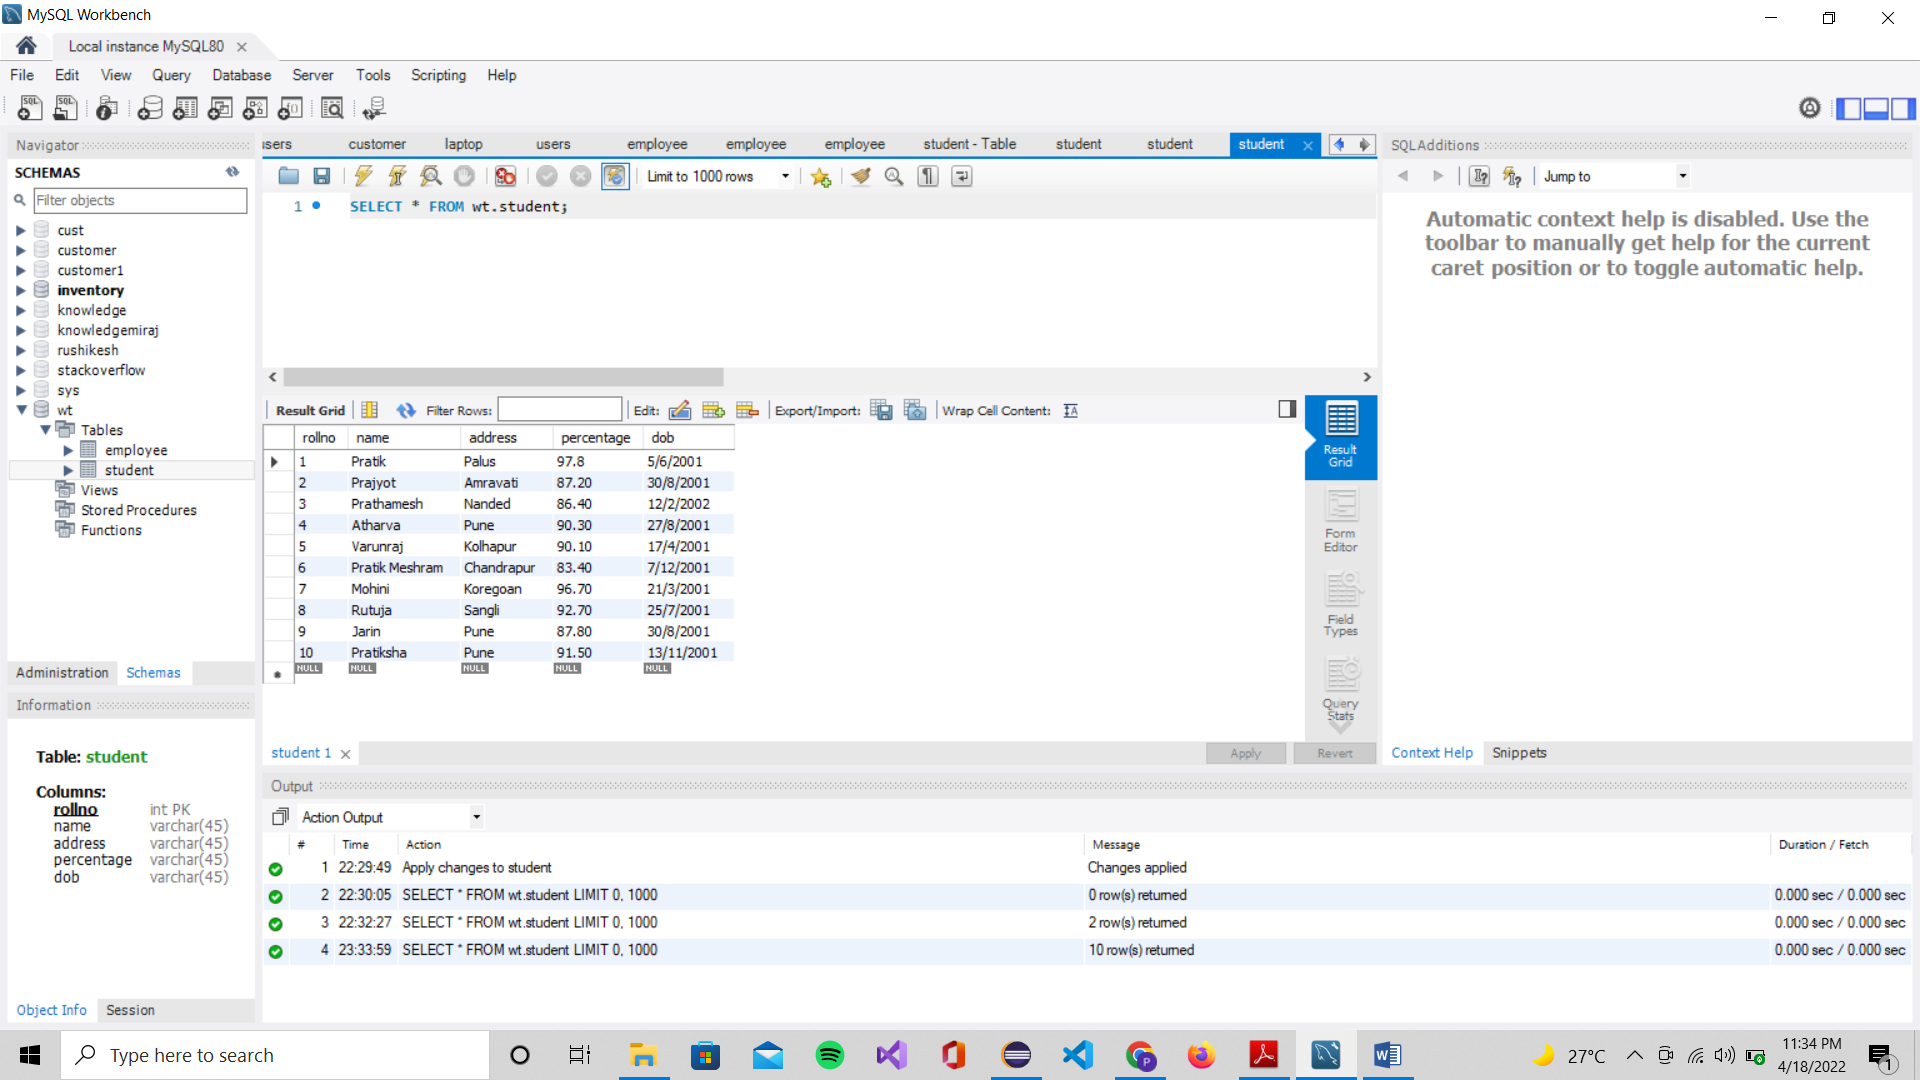 MySQL Workbench
Local instance MySQL80
File Edit View Query Database Server Tools Scripting Help
Navigator
SCHEMAS
Filter objects
cust
customer
customer1
inventory
knowledge
knowledgemiraj
rushikesh
stackoverflow
sys
wt
Tables
employee
student
Views
Stored Procedures
Functions
Administration Schemas
Information
Table: student
Columns:
rollno int PK
name varchar(45)
address varchar(45)
percentage varchar(45)
dob varchar(45)
Object Info Session
users customer laptop users employee employee employee student - Table student student student
Limit to 1000 rows
1 SELECT * FROM wt.student;
Result Grid Filter Rows: Edit: Export/Import: Wrap Cell Content:
rollno name address percentage dob
1 Pratik Palus 97.8 5/6/2001
2 Prajyot Amravati 87.20 30/8/2001
3 Prathamesh Nanded 86.40 12/2/2002
4 Atharva Pune 90.30 27/8/2001
5 Varunraj Kolhapur 90.10 17/4/2001
6 Pratik Meshram Chandrapur 83.40 7/12/2001
7 Mohini Koregoan 96.70 21/3/2001
8 Rutuja Sangli 92.70 25/7/2001
9 Jarin Pune 87.80 30/8/2001
10 Pratiksha Pune 91.50 13/11/2001
NULL NULL NULL NULL NULL
Result
Grid
Form
Editor
Field
Types
Query
Stats
student 1
Apply Revert
SQLAdditions
Jump to
Automatic context help is disabled. Use the
toolbar to manually get help for the current
caret position or to toggle automatic help.
Context Help Snippets
Output
Action Output
# Time Action Message Duration / Fetch
1 22:29:49 Apply changes to student Changes applied
2 22:30:05 SELECT * FROM wt.student LIMIT 0, 1000 0 row(s) returned 0.000 sec / 0.000 sec
3 22:32:27 SELECT * FROM wt.student LIMIT 0, 1000 2 row(s) returned 0.000 sec / 0.000 sec
4 23:33:59 SELECT * FROM wt.student LIMIT 0, 1000 10 row(s) returned 0.000 sec / 0.000 sec
Type here to search
27°C
11:34 PM
4/18/2022
1